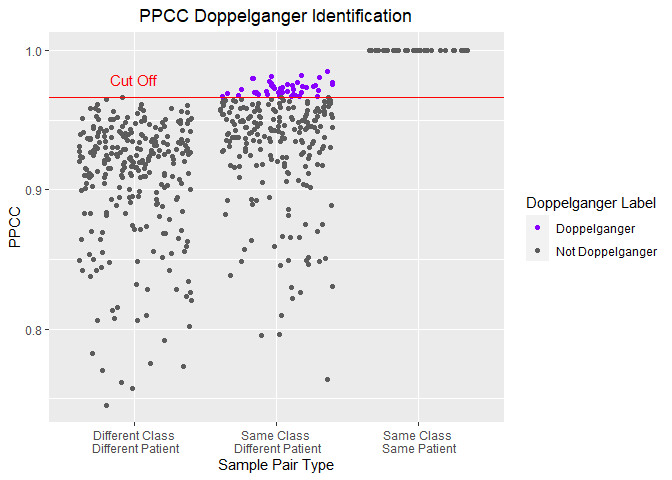 PPCC Doppelganger Identification
1.0
Cut Off
0.9
0.8
PPCC
Doppelganger Label
Doppelganger
Not Doppelganger
Different Class
Different Patient
Same Class
Different Patient
Same Class
Same Patient
Sample Pair Type